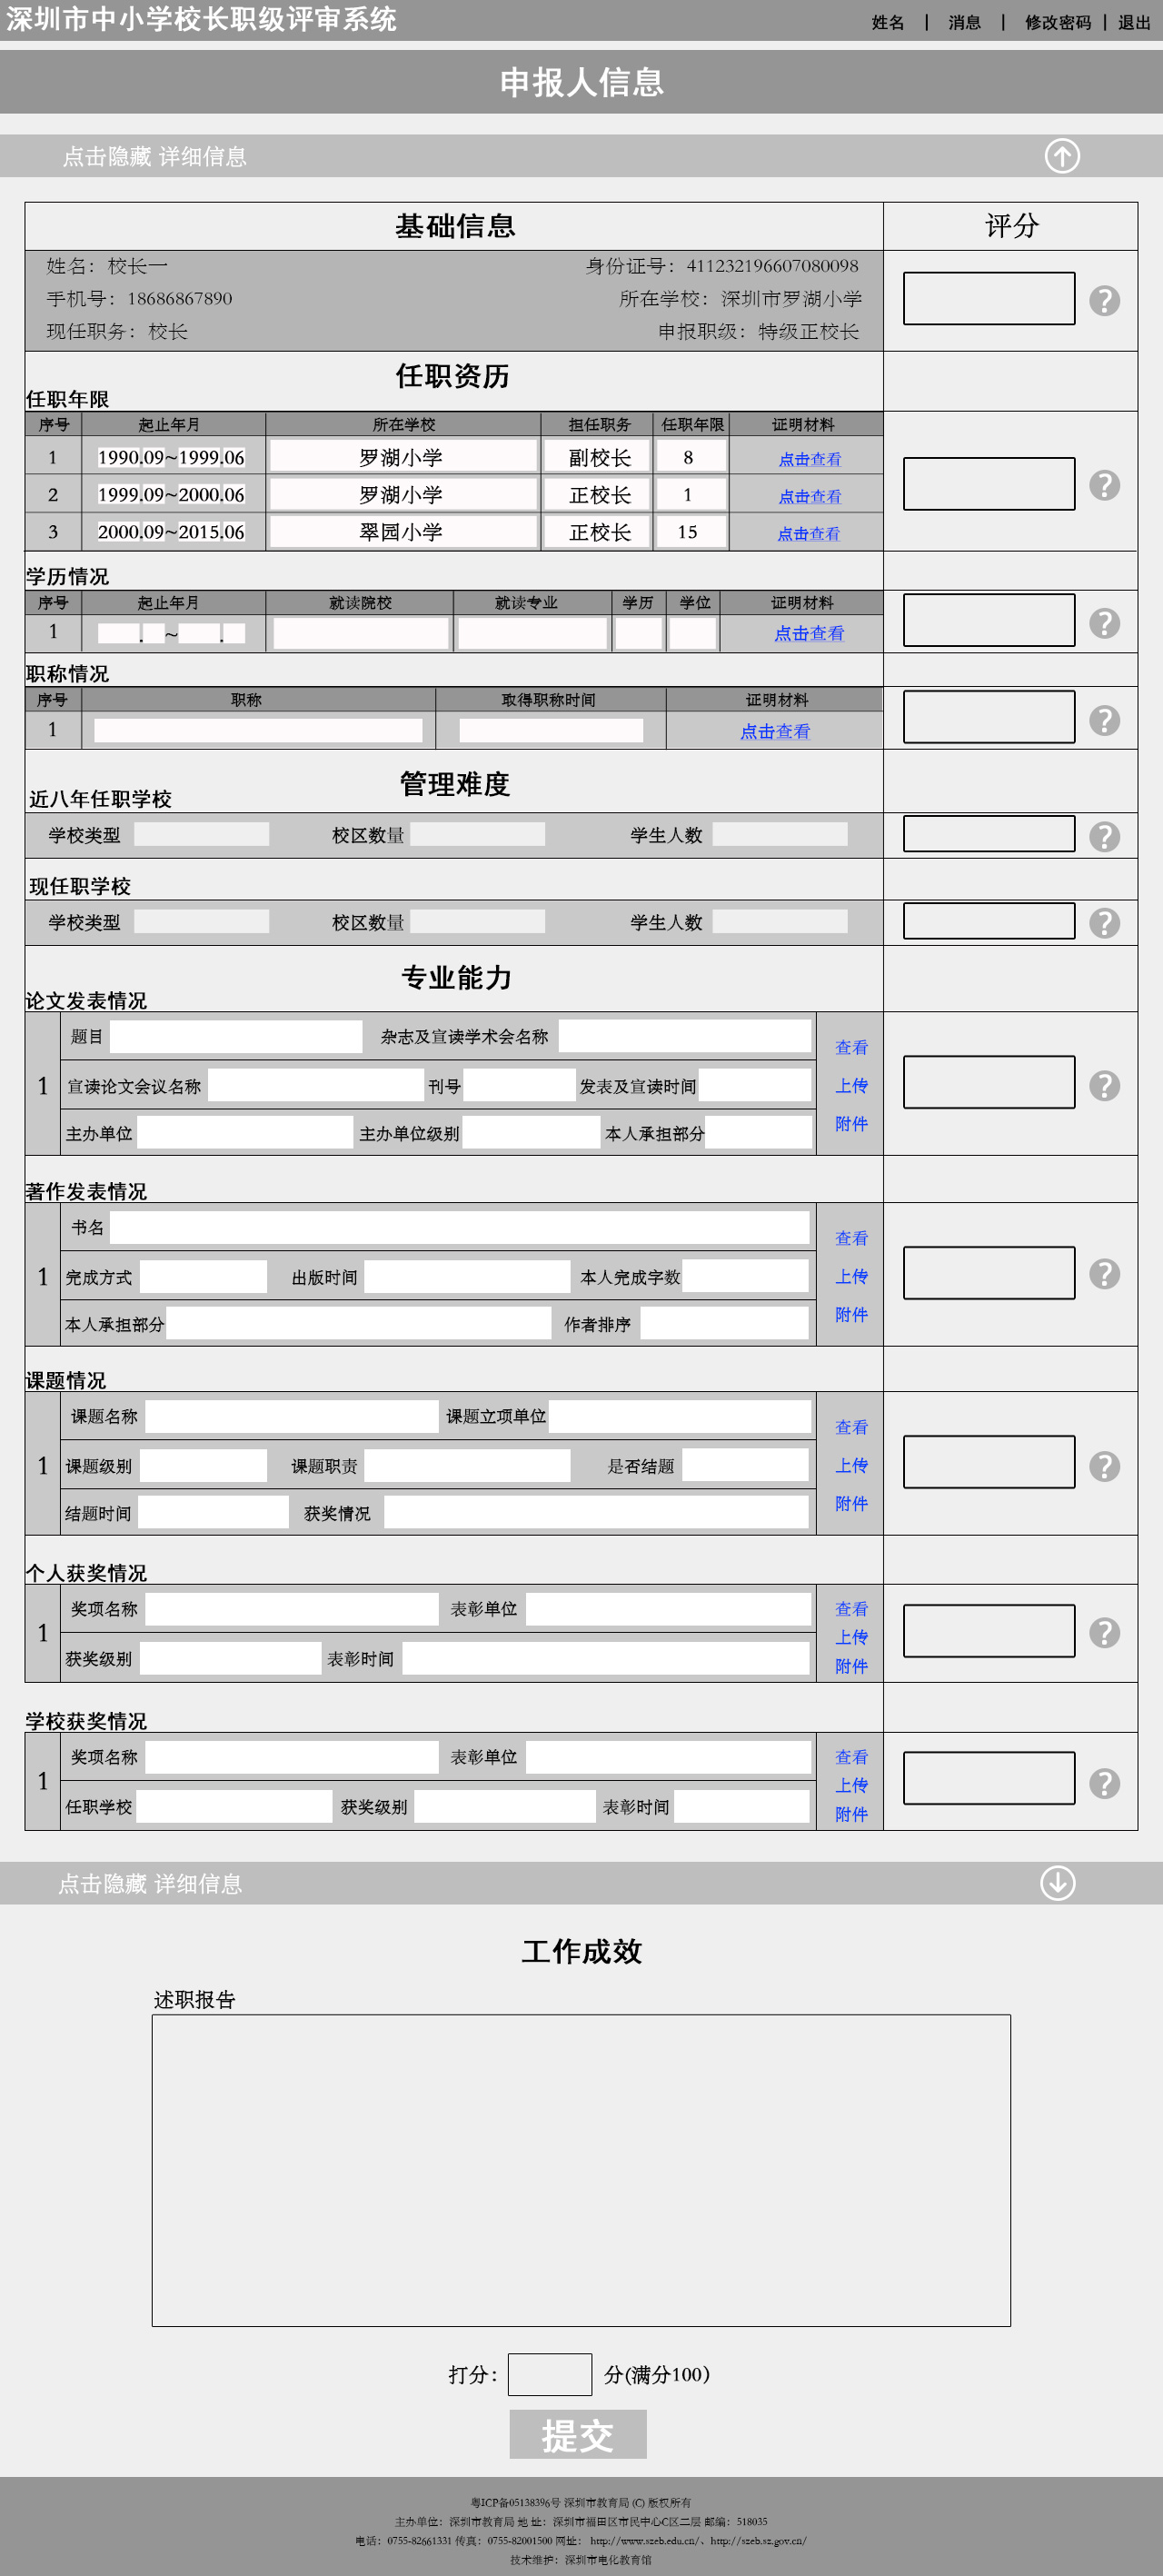 深圳市中小学校长职级评审系统
姓名 | 消息 | 修改密码 | 退出
申报人信息
点击隐藏 详细信息
基础信息 评分
姓名：校长一 身份证号：411232196607080098
手机号：18686867890 所在学校：深圳市罗湖小学
现任职务：校长 申报职级：特级正校长
任职资历
任职年限
序号 起止年月 所在学校 担任职务 任职年限 证明材料
1 1990.09~1999.06 罗湖小学 副校长 8 点击查看
2 1999.09~2000.06 罗湖小学 正校长 1 点击查看
3 2000.09~2015.06 翠园小学 正校长 15 点击查看
学历情况
序号 起止年月 就读院校 就读专业 学历 学位 证明材料
1 . ~ . 点击查看
职称情况
序号 职称 取得职称时间 证明材料
1 点击查看
管理难度
近八年任职学校
学校类型 校区数量 学生人数
现任职学校
学校类型 校区数量 学生人数
专业能力
论文发表情况
题目 杂志及宣读学术会名称
1 宣读论文会议名称 刊号 发表及宣读时间
主办单位 主办单位级别 本人承担部分
查看
上传
附件
著作发表情况
书名
1 完成方式 出版时间 本人完成字数
本人承担部分 作者排序
查看
上传
附件
课题情况
课题名称 课题立项单位
1 课题级别 课题职责 是否结题
结题时间 获奖情况
查看
上传
附件
个人获奖情况
1 奖项名称 表彰单位
获奖级别 表彰时间
查看
上传
附件
学校获奖情况
1 奖项名称 表彰单位
任职学校 获奖级别 表彰时间
查看
上传
附件
点击隐藏 详细信息
工作成效
述职报告
打分： 分(满分100）
提交
粤ICP备05138396号 深圳市教育局 (C) 版权所有
主办单位：深圳市教育局 地 址：深圳市福田区市民中心C区二层 邮编：518035
电话：0755-82661331 传真：0755-82001500 网址： http://www.szeb.edu.cn/、http://szeb.sz.gov.cn/
技术维护：深圳市电化教育馆